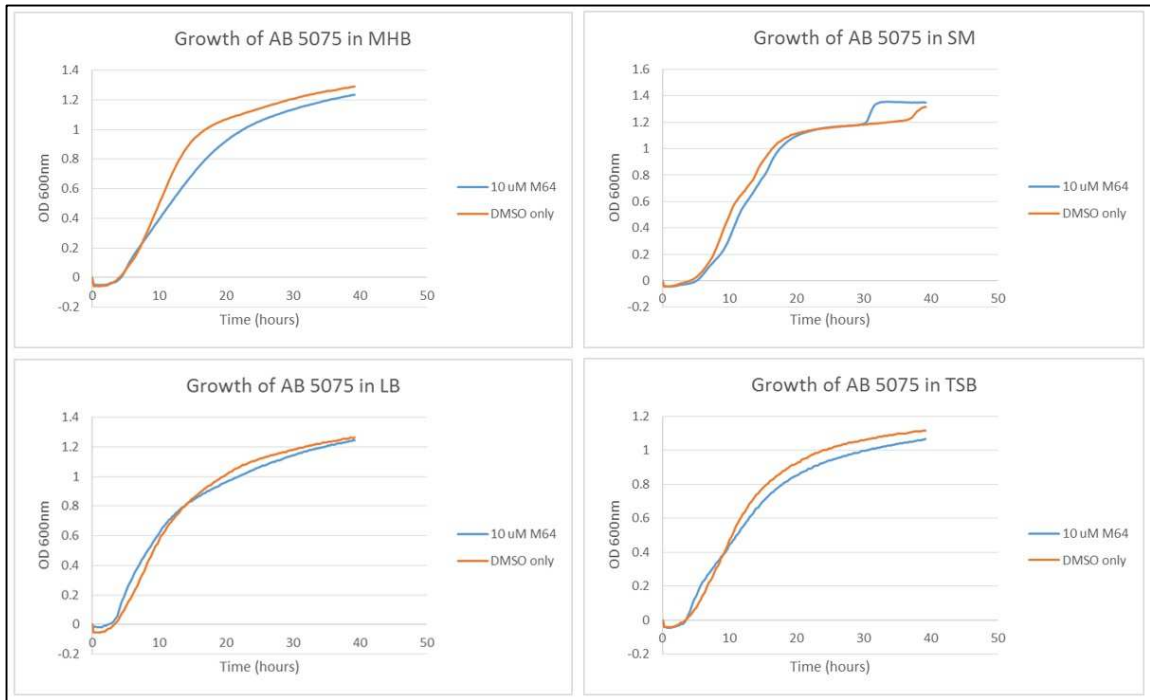 Growth of AB 5075 in MHB
1.4
1.2
1
0.8
0.6
0.4
0.2
0
-0.2
OD 600nm
0 10 20 30 40 50
Time (hours)
10 uM M64
DMSO only
Growth of AB 5075 in SM
1.6
1.4
1.2
1
0.8
0.6
0.4
0.2
0
-0.2
OD 600nm
0 10 20 30 40 50
Time (hours)
10 uM M64
DMSO only
Growth of AB 5075 in LB
1.4
1.2
1
0.8
0.6
0.4
0.2
0
-0.2
OD 600nm
0 10 20 30 40 50
Time (hours)
10 uM M64
DMSO only
Growth of AB 5075 in TSB
1.2
1
0.8
0.6
0.4
0.2
0
-0.2
OD 600nm
0 10 20 30 40 50
Time (hours)
10 uM M64
DMSO only